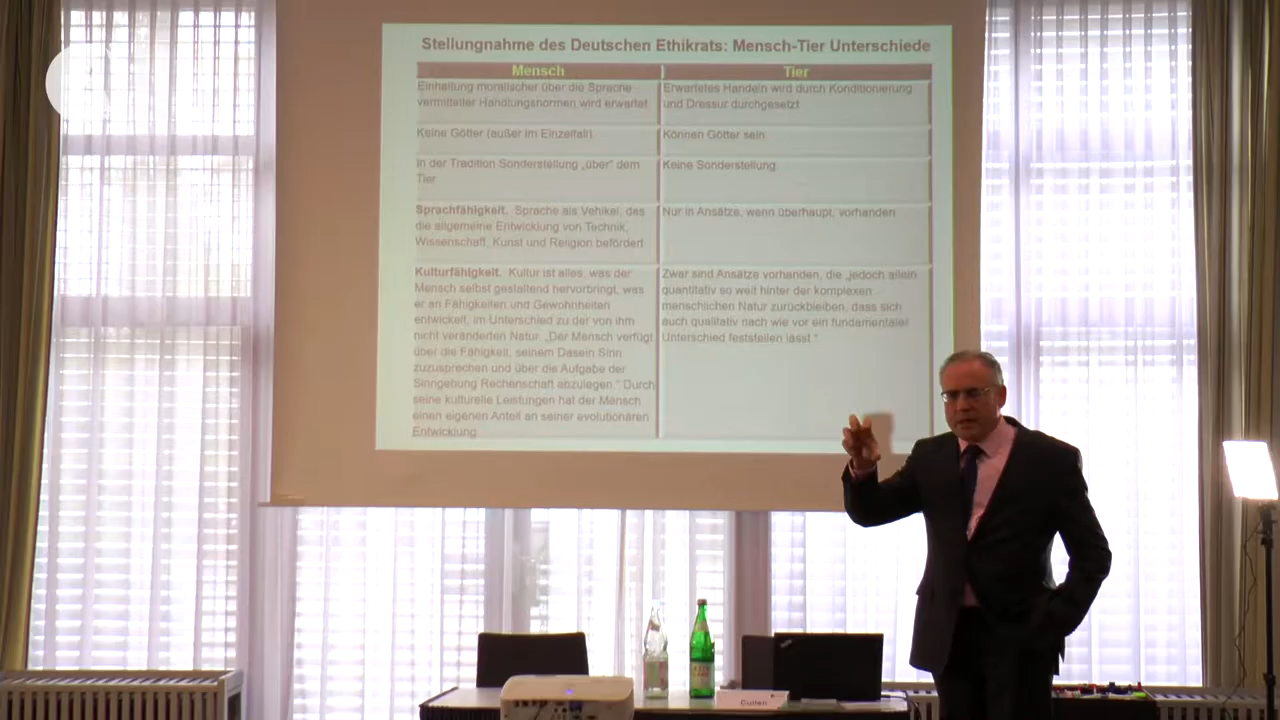 Stellungnahme des Deutschen Ethikrats: Mensch-Tier Unterschiede
Mensch
Tier
Einhaltung moralischer über die Sprache
vermittelter Handlungsnormen wird erwartet
Erwartetes Handeln wird durch Konditionierung
und Dressur durchgesetzt
Keine Götter (außer im Einzelfall)
Können Götter sein
In der Tradition Sonderstellung „über“ dem
Tier
Keine Sonderstellung
Sprachfähigkeit. Sprache als Vehikel, das
die allgemeine Entwicklung von Technik,
Wissenschaft, Kunst und Religion befördert
Nur in Ansätze, wenn überhaupt, vorhanden
Kulturfähigkeit. Kultur ist alles, was der
Mensch selbst gestaltend hervorbringt, was
er an Fähigkeiten und Gewohnheiten
entwickelt, im Unterschied zu der von ihm
nicht veränderten Natur. „Der Mensch verfügt
über die Fähigkeit, seinem Dasein Sinn
zuzusprechen und über die Aufgabe der
Sinngebung Rechenschaft abzulegen.“ Durch
seine kulturelle Leistungen hat der Mensch
einen eigenen Anteil an seiner evolutionären
Entwicklung
Zwar sind Ansätze vorhanden, die „jedoch allein
quantitativ so weit hinter der komplexen
menschlichen Natur zurückbleiben, dass sich
auch qualitativ nach wie vor ein fundamentaler
Unterschied feststellen lässt.“
Cullen